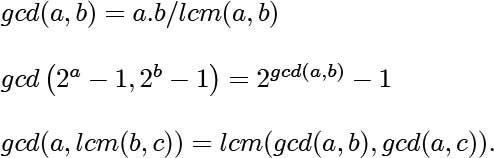 gcd(a, b) = a.b/lcm(a, b)
gcd (2^a − 1, 2^b − 1) = 2^{gcd(a,b)} − 1
gcd(a, lcm(b, c)) = lcm(gcd(a, b), gcd(a, c)).